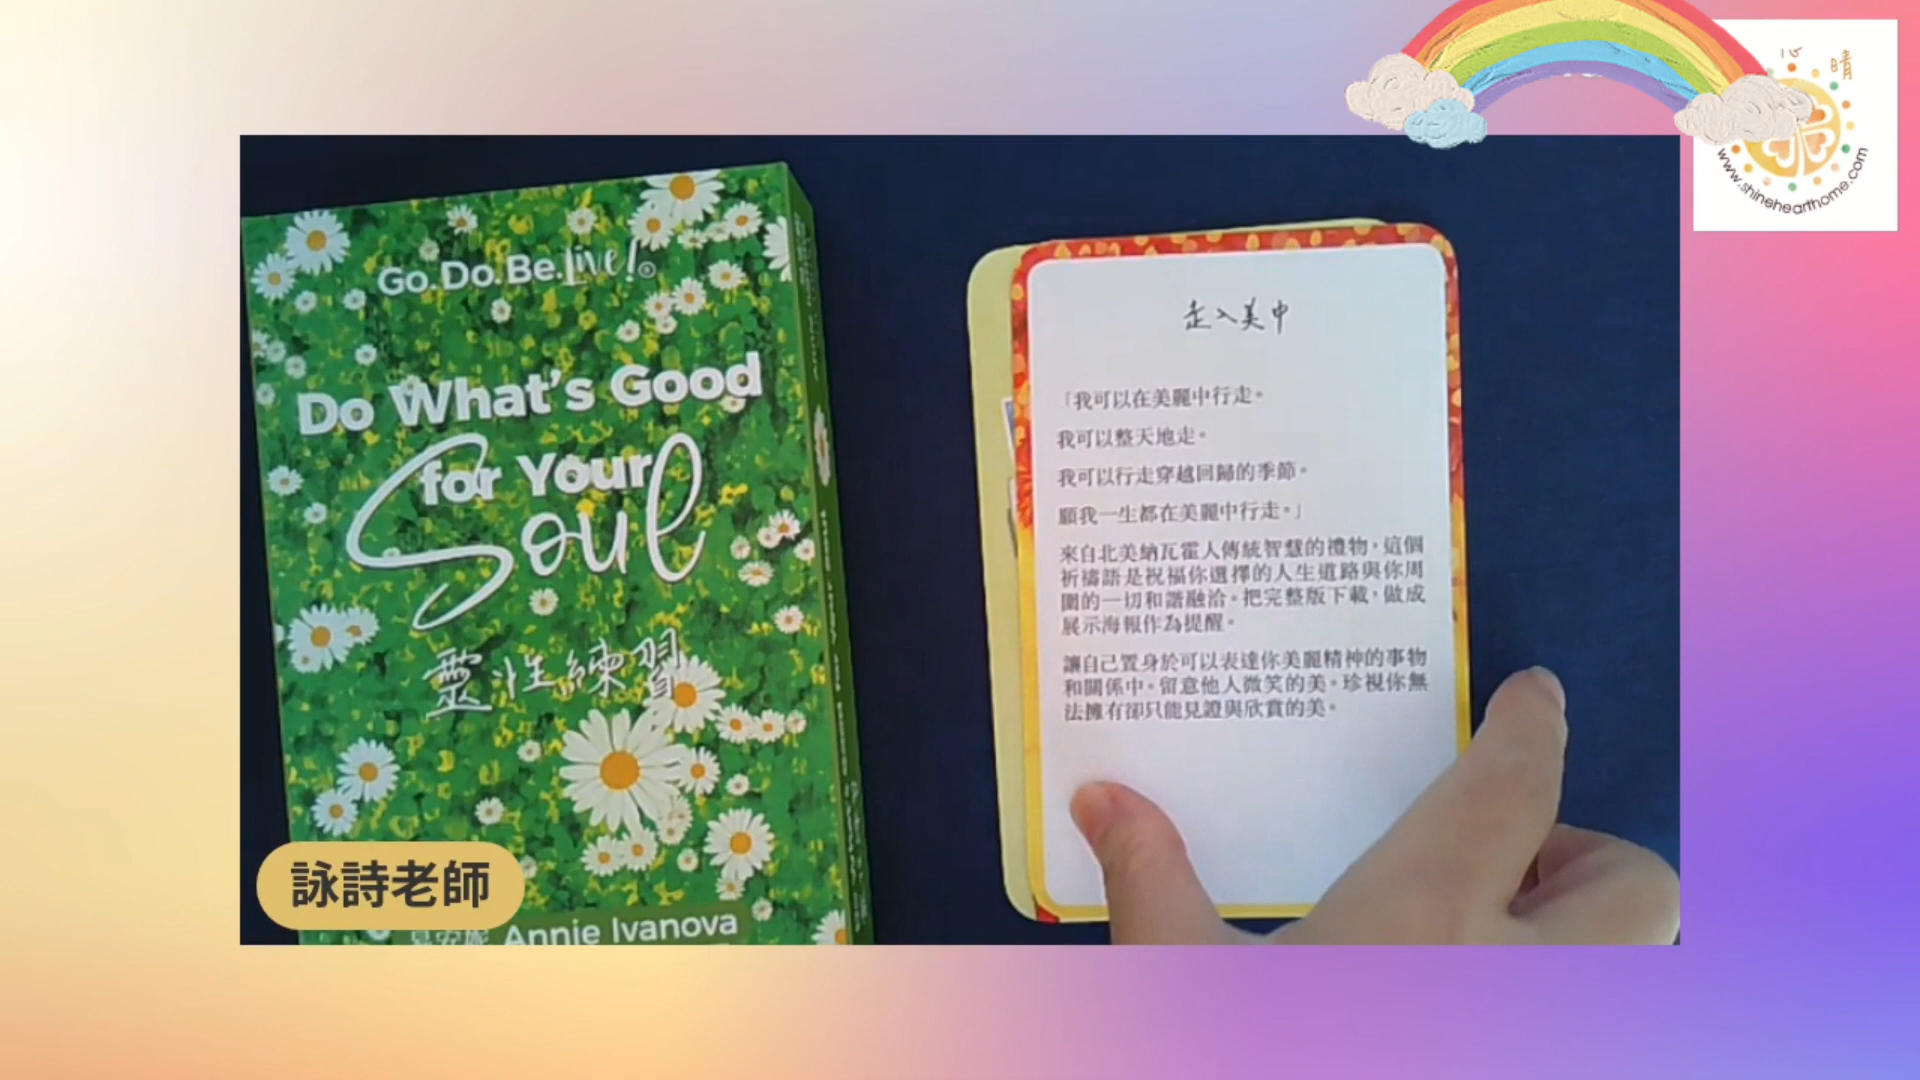 心晴
www.shinehearthome.com
Go.Do.Be.Live!®
Do What's Good
for Your
Soul
靈性練習
Annie Ivanova
詠詩老師
走入美中
「我可以在美麗中行走。
我可以整天地走。
我可以行走穿越回歸的季節。
願我一生都在美麗中行走。」
來自北美納瓦霍人傳統智慧的禮物,這個
祈禱語是祝福你選擇的人生道路與你周
圍的一切和諧融洽。把完整版下載,做成
展示海報作為提醒。
讓自己置身於可以表達你美麗精神的事物
和關係中。留意他人微笑的美。珍視你無
法擁有卻只能見證與欣賞的美。